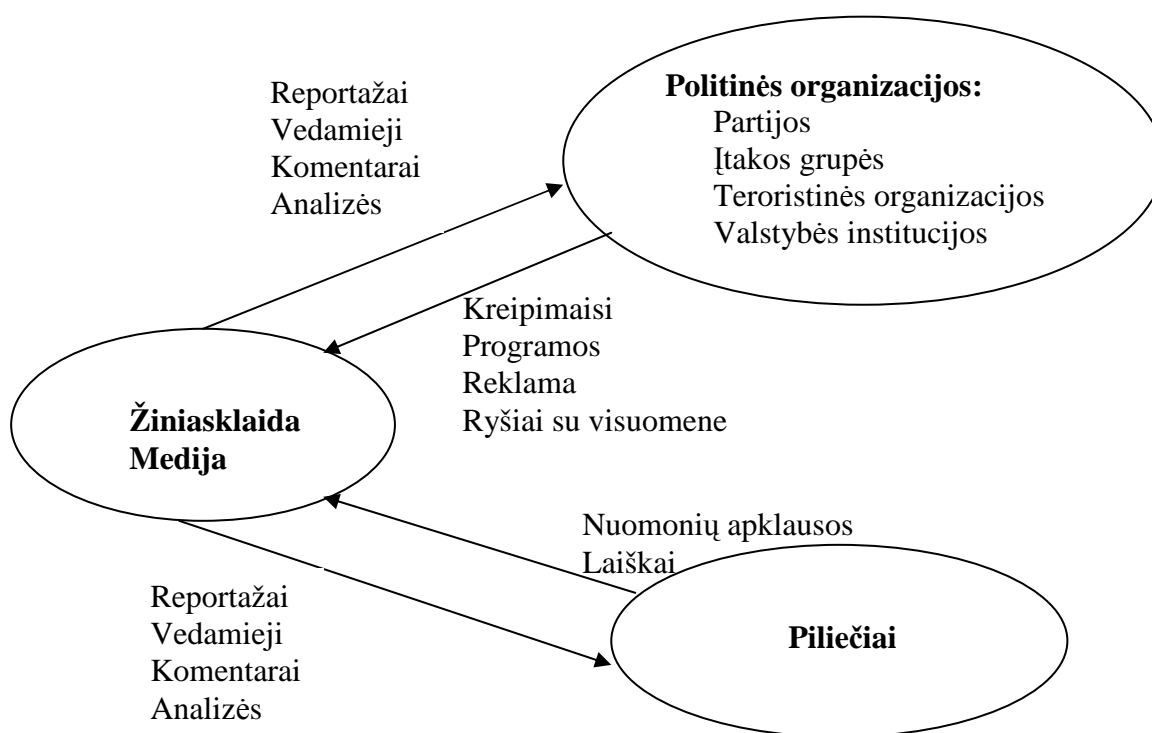 Reportažai
Vedamieji
Komentarai
Analizės
Politinės organizacijos:
Partijos
Įtakos grupės
Teroristinės organizacijos
Valstybės institucijos
Kreipimaisi
Programos
Reklama
Ryšiai su visuomene
Žiniasklaida
Medija
Nuomonių apklausos
Laiškai
Reportažai
Vedamieji
Komentarai
Analizės
Piliečiai